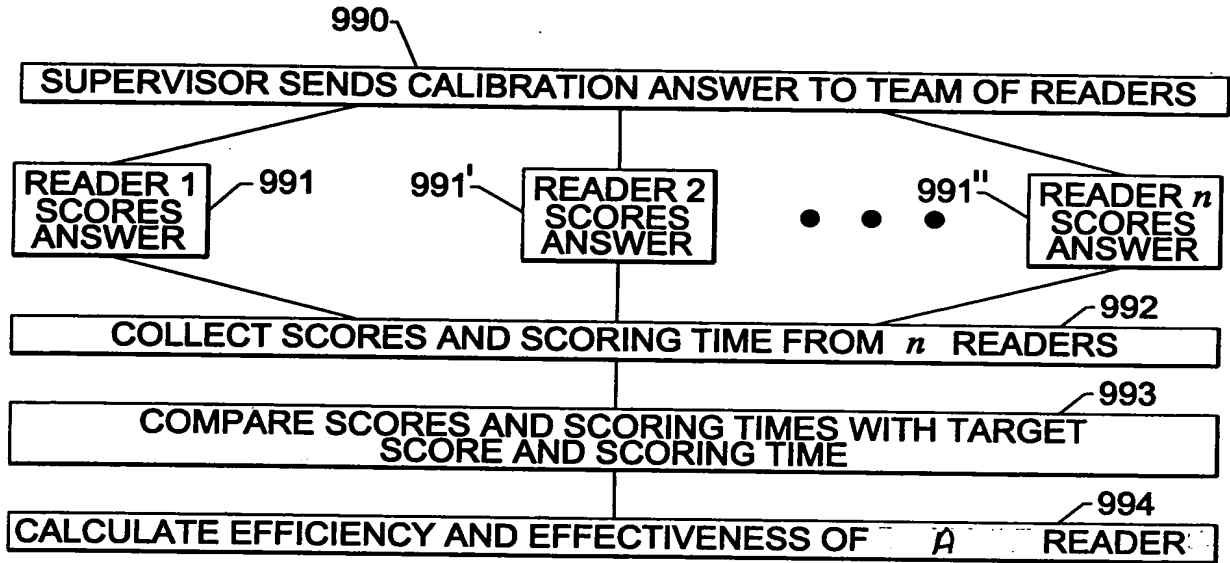 990
SUPERVISOR SENDS CALIBRATION ANSWER TO TEAM OF READERS
READER 1
SCORES
ANSWER
991
991'
READER 2
SCORES
ANSWER
991"
READER n
SCORES
ANSWER
992
COLLECT SCORES AND SCORING TIME FROM n READERS
993
COMPARE SCORES AND SCORING TIMES WITH TARGET
SCORE AND SCORING TIME
994
CALCULATE EFFICIENCY AND EFFECTIVENESS OF A READER